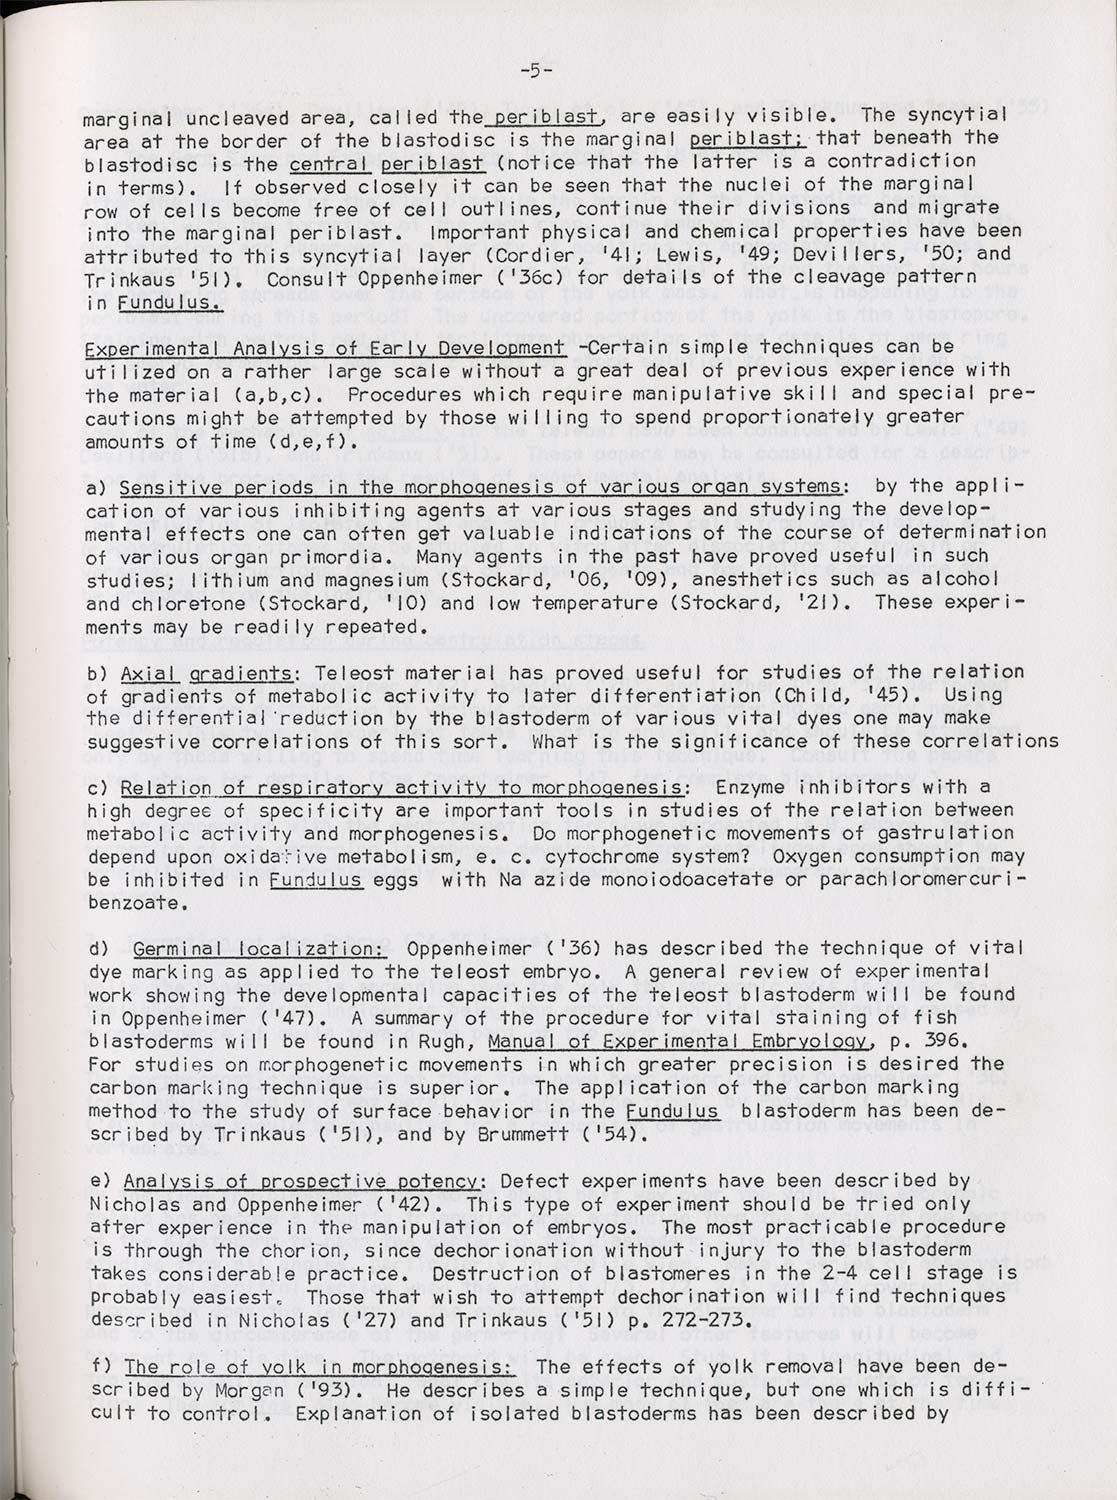 -5-
marginal uncleaved area, called the periblast, are easily visible. The syncytial
area at the border of the blastodisc is the marginal periblast; that beneath the
blastodisc is the central periblast (notice that the latter is a contradiction
in terms). If observed closely it can be seen that the nuclei of the marginal
row of cells become free of cell outlines, continue their divisions and migrate
into the marginal periblast. Important physical and chemical properties have been
attributed to this syncytial layer (Cordier, '41; Lewis, '49; Devillers, '50; and
Trinkaus '51). Consult Oppenheimer ('36c) for details of the cleavage pattern
in Fundulus.
Experimental Analysis of Early Development -Certain simple techniques can be
utilized on a rather large scale without a great deal of previous experience with
the material (a,b,c). Procedures which require manipulative skill and special pre-
cautions might be attempted by those willing to spend proportionately greater
amounts of time (d,e,f).
a) Sensitive periods in the morphogenesis of various organ systems: by the appli-
cation of various inhibiting agents at various stages and studying the develop-
mental effects one can often get valuable indications of the course of determination
of various organ primordia. Many agents in the past have proved useful in such
studies; lithium and magnesium (Stockard, '06, '09), anesthetics such as alcohol
and chloretone (Stockard, '10) and low temperature (Stockard, '21). These experi-
ments may be readily repeated.
b) Axial gradients: Teleost material has proved useful for studies of the relation
of gradients of metabolic activity to later differentiation (Child, '45). Using
the differential reduction by the blastoderm of various vital dyes one may make
suggestive correlations of this sort. What is the significance of these correlations
c) Relation of respiratory activity to morphogenesis: Enzyme inhibitors with a
high degree of specificity are important tools in studies of the relation between
metabolic activity and morphogenesis. Do morphogenetic movements of gastrulation
depend upon oxidative metabolism, e. c. cytochrome system? Oxygen consumption may
be inhibited in Fundulus eggs with Na azide monoiodoacetate or parachloromercuri-
benzoate.
d) Germinal localization: Oppenheimer ('36) has described the technique of vital
dye marking as applied to the teleost embryo. A general review of experimental
work showing the developmental capacities of the teleost blastoderm will be found
in Oppenheimer ('47). A summary of the procedure for vital staining of fish
blastoderms will be found in Rugh, Manual of Experimental Embryology, p. 396.
For studies on morphogenetic movements in which greater precision is desired the
carbon marking technique is superior. The application of the carbon marking
method to the study of surface behavior in the Fundulus blastoderm has been de-
scribed by Trinkaus ('51), and by Brummett ('54).
e) Analysis of prospective potency: Defect experiments have been described by
Nicholas and Oppenheimer ('42). This type of experiment should be tried only
after experience in the manipulation of embryos. The most practicable procedure
is through the chorion, since dechorionation without injury to the blastoderm
takes considerable practice. Destruction of blastomeres in the 2-4 cell stage is
probably easiest. Those that wish to attempt dechorination will find techniques
described in Nicholas ('27) and Trinkaus ('51) p. 272-273.
f) The role of yolk in morphogenesis: The effects of yolk removal have been de-
scribed by Morgan ('93). He describes a simple technique, but one which is diffi-
cult to control. Explanation of isolated blastoderms has been described by